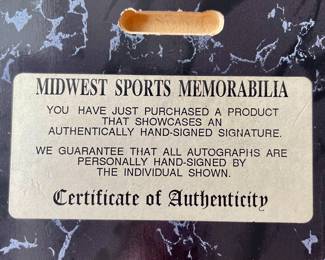 MIDWEST SPORTS MEMORABILIA
YOU HAVE JUST PURCHASED A PRODUCT
THAT SHOWCASES AN
AUTHENTICALLY HAND-SIGNED SIGNATURE.
WE GUARANTEE THAT ALL AUTOGRAPHS ARE
PERSONALLY HAND-SIGNED BY
THE INDIVIDUAL SHOWN.
Certificate of Authenticity